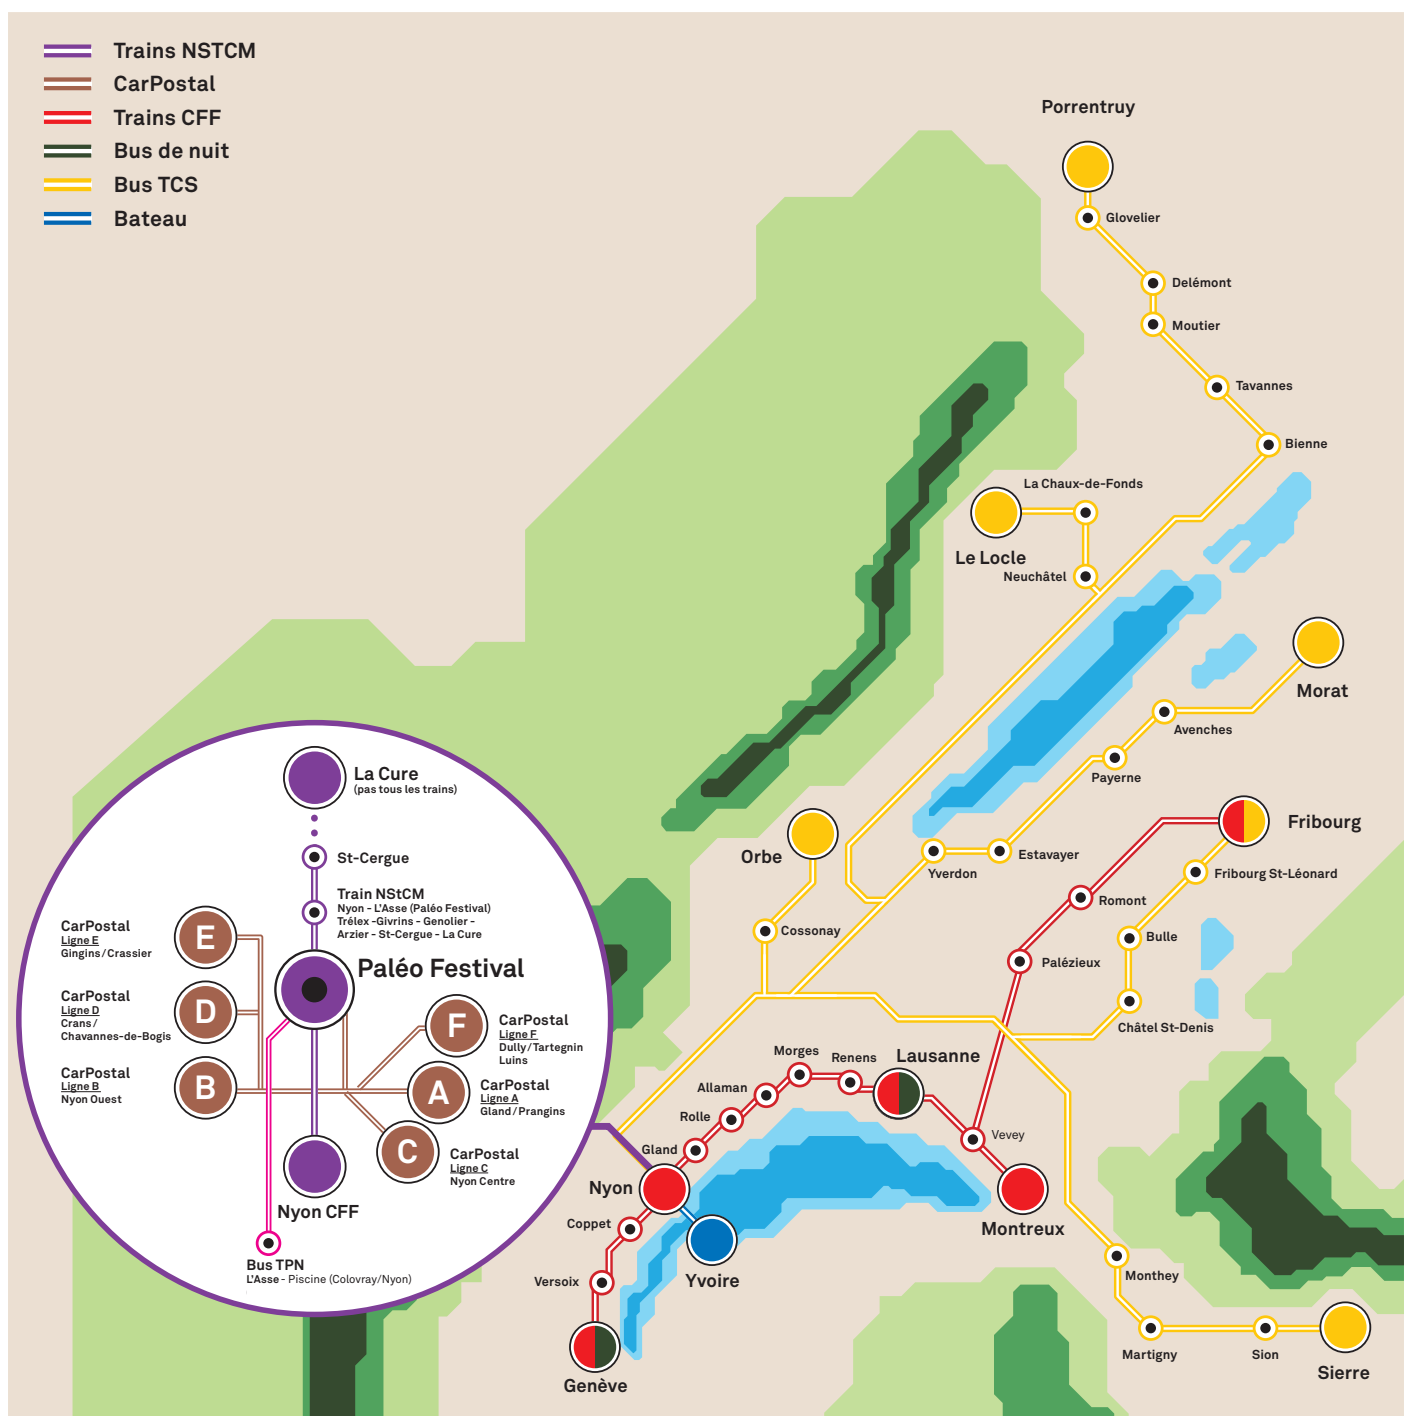 Trains NSTCM
CarPostal
Trains CFF
Bus de nuit
Bus TCS
Bateau
Porrentruy
Glovelier
Delémont
Moutier
Tavannes
Bienne
La Chaux-de-Fonds
Le Locle
Neuchâtel
Morat
Avenches
Payerne
Estavayer
Yverdon
Orbe
Cossonay
Fribourg
Fribourg St-Léonard
Romont
Bulle
Palézieux
Châtel St-Denis
Lausanne
Renens
Morges
Allaman
Rolle
Gland
Nyon
Vevey
Montreux
Coppet
Yvoire
Versoix
Genève
Monthey
Martigny
Sion
Sierre
La Cure
(pas tous les trains)
St-Cergue
Train NStCM
Nyon - L'Asse (Paléo Festival)
Trélex -Givrins - Genolier -
Arzier - St-Cergue - La Cure
Paléo Festival
E
CarPostal
Ligne E
Gingins/Crassier
D
CarPostal
Ligne D
Crans/
Chavannes-de-Bogis
B
CarPostal
Ligne B
Nyon Ouest
F
CarPostal
Ligne F
Dully/Tartegnin
Luins
A
CarPostal
Ligne A
Gland/Prangins
C
CarPostal
Ligne C
Nyon Centre
Nyon CFF
Bus TPN
L'Asse - Piscine (Colovray/Nyon)